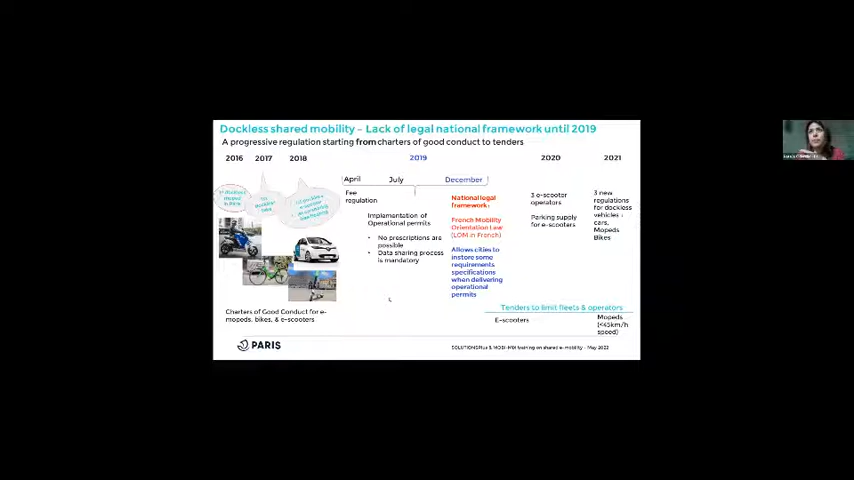 Dockless shared mobility – Lack of legal national framework until 2019
A progressive regulation starting from charters of good conduct to tenders
2016 2017 2018 2019 2020 2021
April July December
Fee
regulation
Implementation of
Operational permits
• No prescriptions are
possible
• Data sharing process
is mandatory
National legal
framework :
French Mobility
Orientation Law
(LOM in French)
Allows cities to
instore some
requirements
specifications
when delivering
operational
permits
3 e-scooter
operators
Parking supply
for e-scooters
3 new
regulations
for dockless
vehicles :
cars,
Mopeds
Bikes
Charters of Good Conduct for e-
mopeds, bikes, & e-scooters
Tenders to limit fleets & operators
E-scooters
Mopeds
(<45km/h
speed)
PARIS
SOLUTIONSplus & MOBI-MIX training on shared e-mobility – May 2022